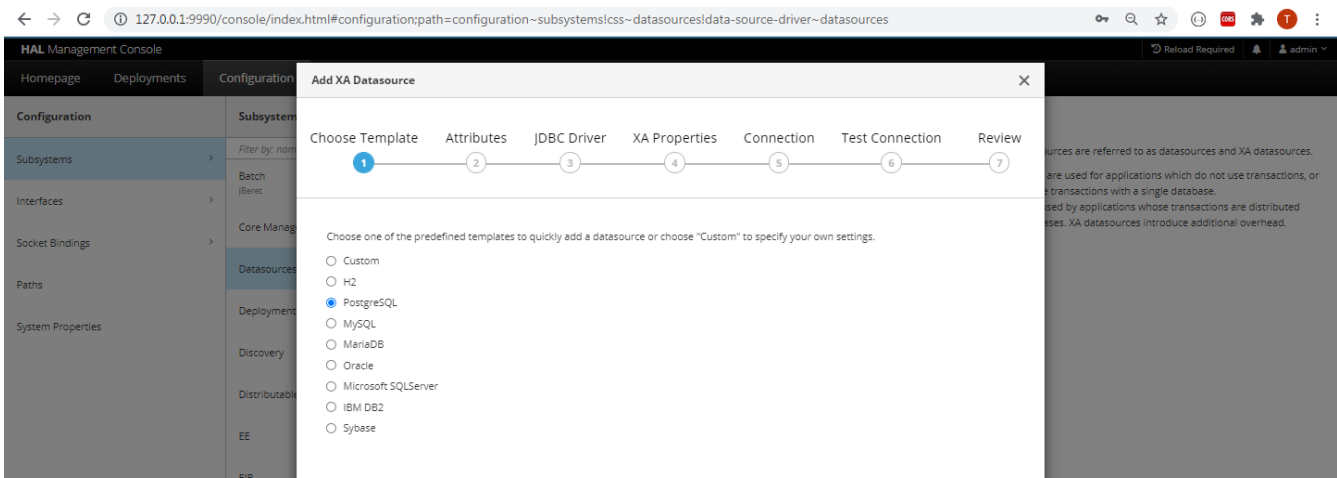 127.0.0.1:9990/console/index.html#configuration;path=configuration~subsystems!css~datasources!data-source-driver~datasources
CORS
T
HAL Management Console
Reload Required
admin
Homepage
Deployments
Configuration
Add XA Datasource
Configuration
Subsystem
Choose Template
Attributes
JDBC Driver
XA Properties
Connection
Test Connection
Review
1
2
3
4
5
6
7
Subsystems
Interfaces
Socket Bindings
Paths
System Properties
Filter by: nam
Batch
JBeret
Core Manag
Datasources
Deployment
Discovery
Distributable
EE
Choose one of the predefined templates to quickly add a datasource or choose "Custom" to specify your own settings.
Custom
H2
PostgreSQL
MySQL
MariaDB
Oracle
Microsoft SQLServer
IBM DB2
Sybase
urces are referred to as datasources and XA datasources.
are used for applications which do not use transactions, or
e transactions with a single database.
sed by applications whose transactions are distributed
ases. XA datasources introduce additional overhead.